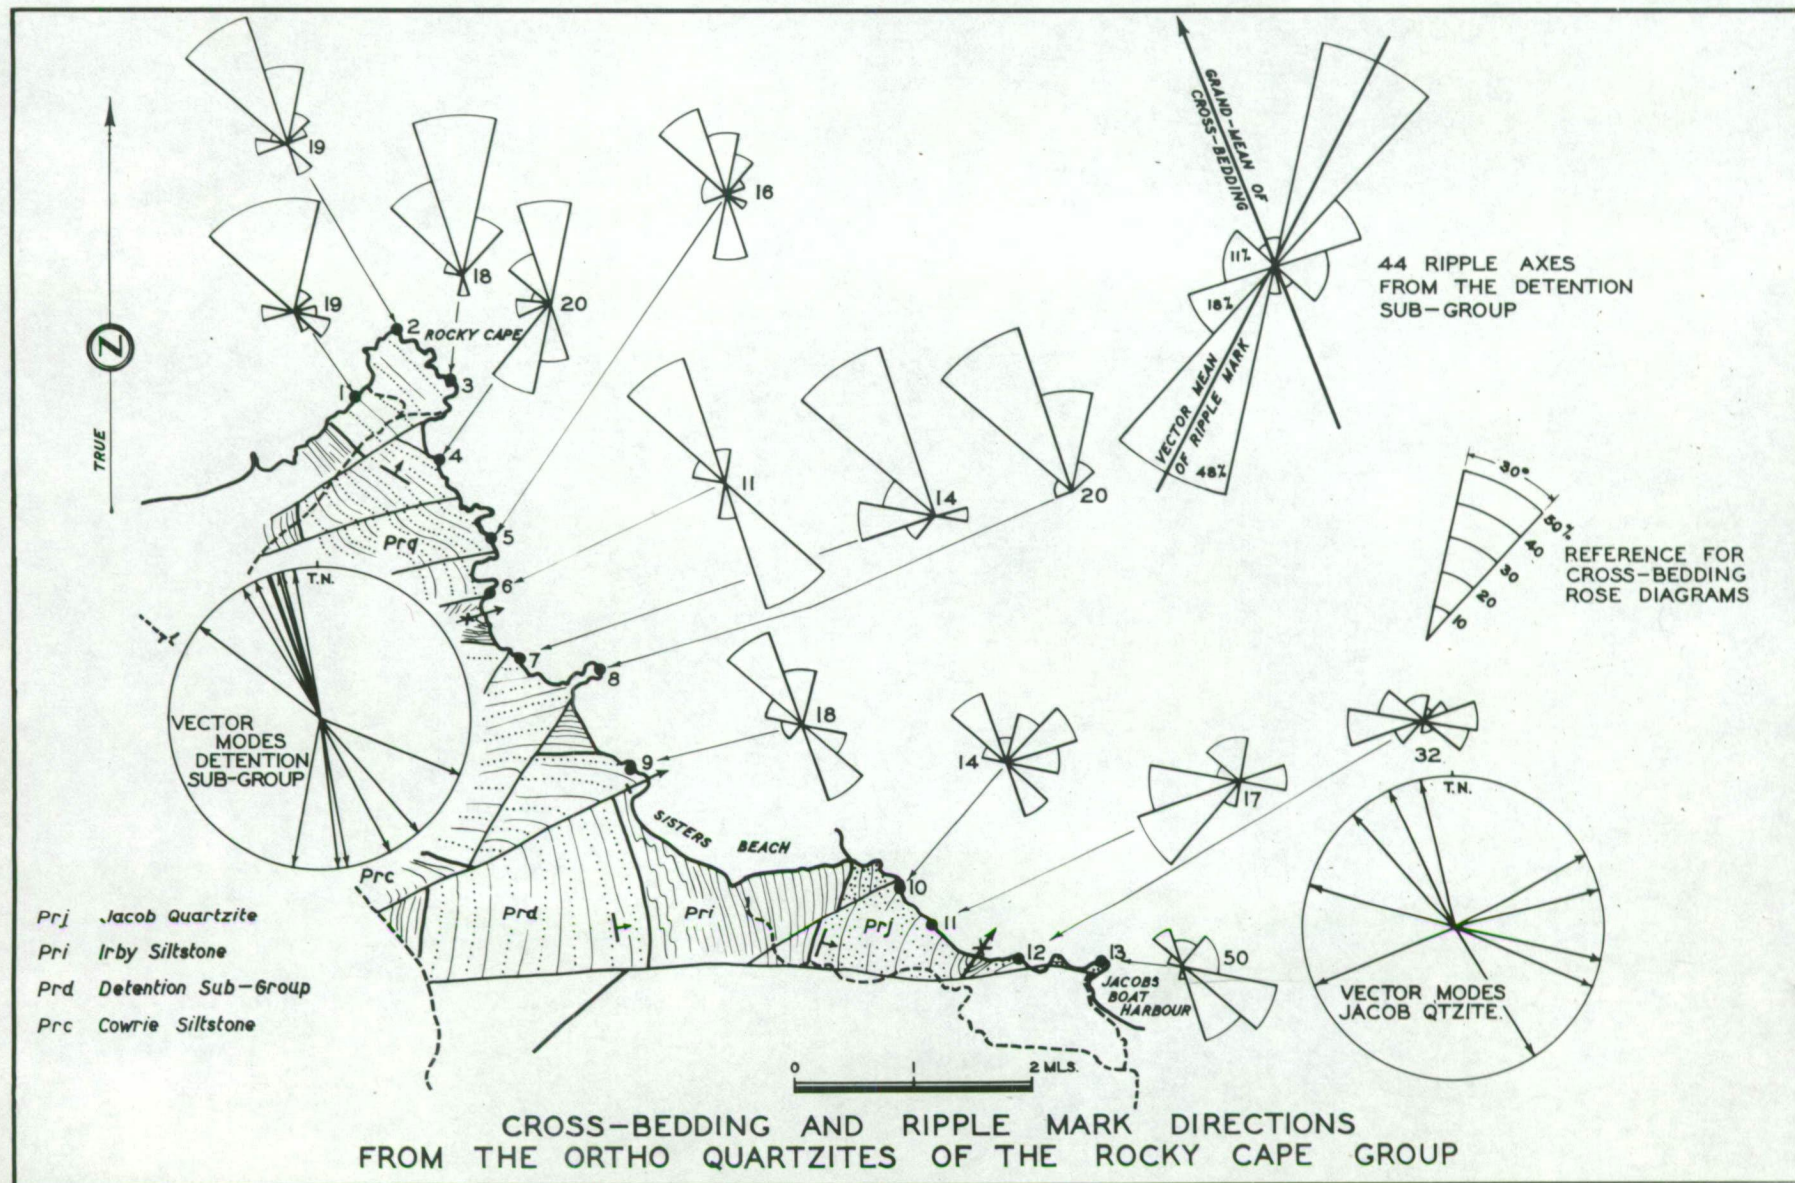 19
19
18
20
16
GRAND-MEAN OF
CROSS-BEDDING
11%
18%
48%
VECTOR MEAN
OF RIPPLE MARK
44 RIPPLE AXES
FROM THE DETENTION
SUB-GROUP
TRUE
N
ROCKY CAPE
1
2
3
4
5
6
7
8
9
10
11
12
13
11
14
20
30°
50%
40
30
20
10
REFERENCE FOR
CROSS-BEDDING
ROSE DIAGRAMS
Prd
T.N.
VECTOR
MODES
DETENTION
SUB-GROUP
18
14
17
32
50
SISTERS BEACH
Prc
Prd
Pri
Prj
JACOBS
BOAT
HARBOUR
T.N.
VECTOR MODES
JACOB QTZITE.
Prj Jacob Quartzite
Pri Irby Siltstone
Prd Detention Sub-Group
Prc Cowrie Siltstone
0 1 2 MLS.
CROSS-BEDDING AND RIPPLE MARK DIRECTIONS
FROM THE ORTHO QUARTZITES OF THE ROCKY CAPE GROUP